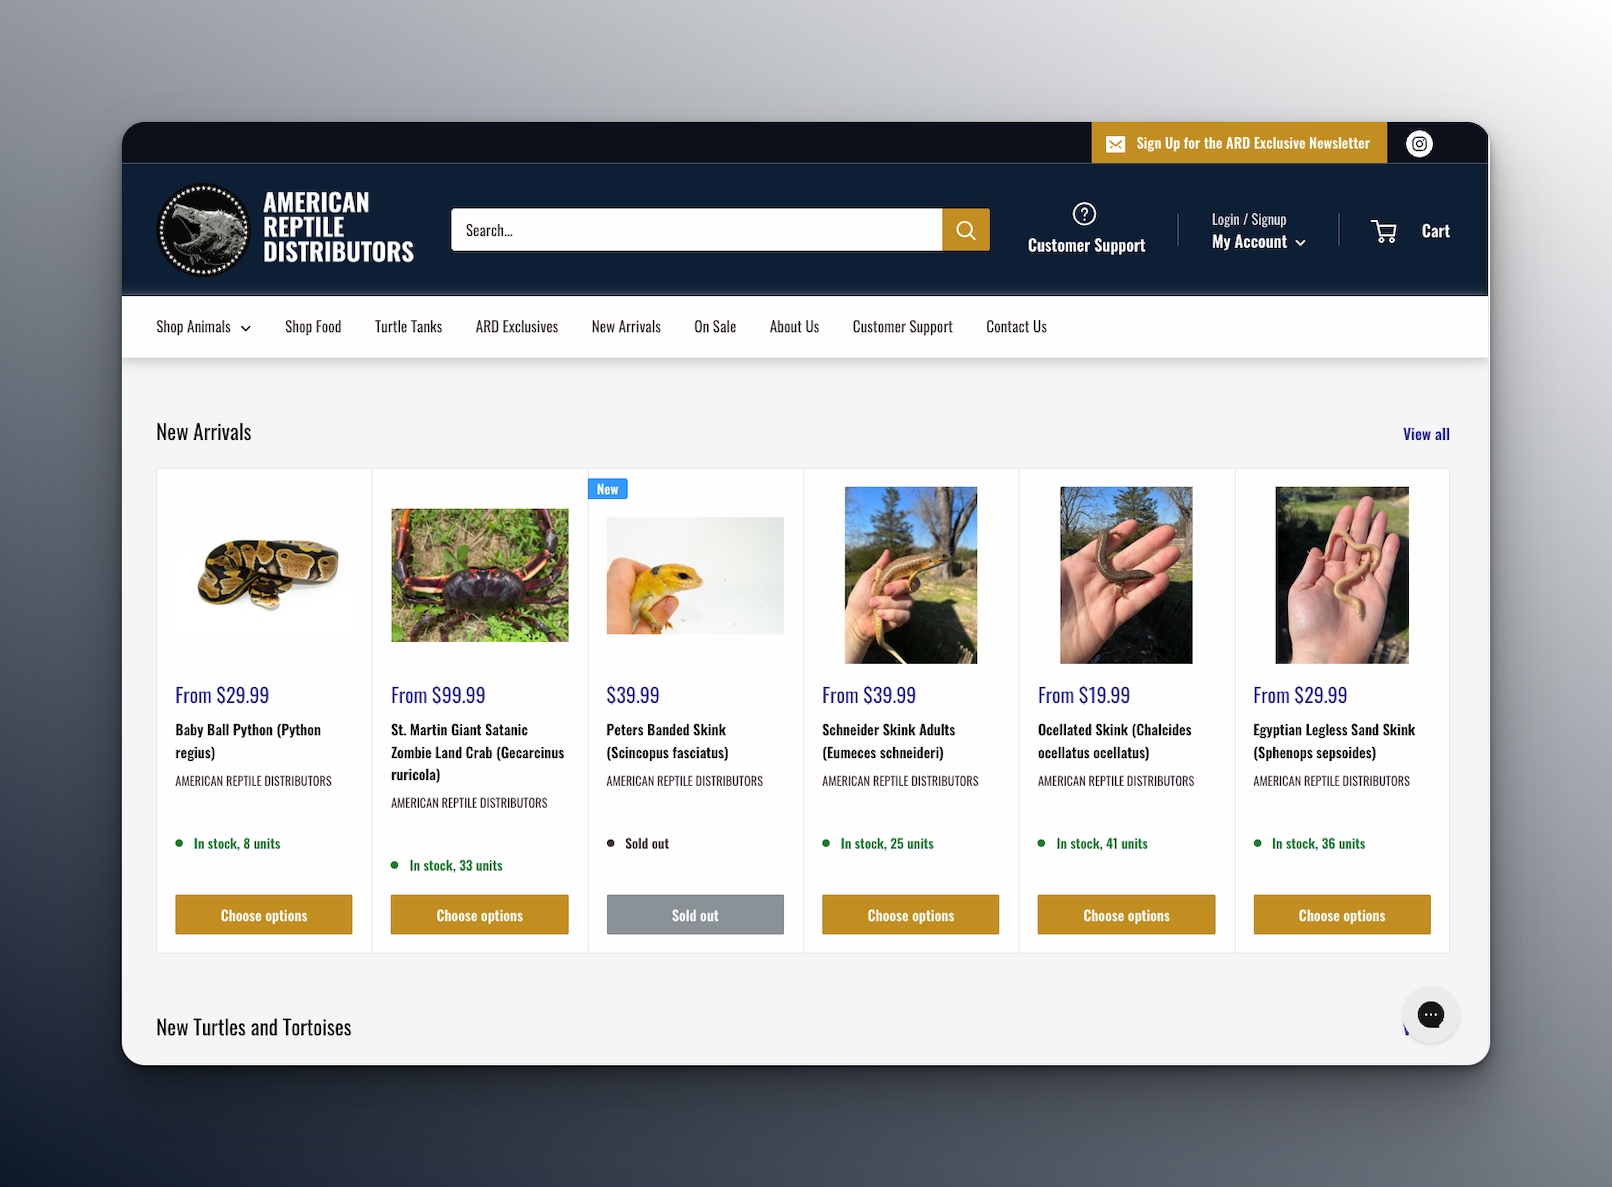 Sign Up for the ARD Exclusive Newsletter
AMERICAN
REPTILE
DISTRIBUTORS
Search...
Customer Support
Login / Signup
My Account
Cart
Shop Animals
Shop Food
Turtle Tanks
ARD Exclusives
New Arrivals
On Sale
About Us
Customer Support
Contact Us
New Arrivals
View all
From $29.99
Baby Ball Python (Python
regius)
AMERICAN REPTILE DISTRIBUTORS
In stock, 8 units
Choose options
From $99.99
St. Martin Giant Satanic
Zombie Land Crab (Gecarcinus
ruricola)
AMERICAN REPTILE DISTRIBUTORS
In stock, 33 units
Choose options
New
$39.99
Peters Banded Skink
(Scincopus fasciatus)
AMERICAN REPTILE DISTRIBUTORS
Sold out
Sold out
From $39.99
Schneider Skink Adults
(Eumeces schneideri)
AMERICAN REPTILE DISTRIBUTORS
In stock, 25 units
Choose options
From $19.99
Ocellated Skink (Chalcides
ocellatus ocellatus)
AMERICAN REPTILE DISTRIBUTORS
In stock, 41 units
Choose options
From $29.99
Egyptian Legless Sand Skink
(Sphenops sepsoides)
AMERICAN REPTILE DISTRIBUTORS
In stock, 36 units
Choose options
New Turtles and Tortoises